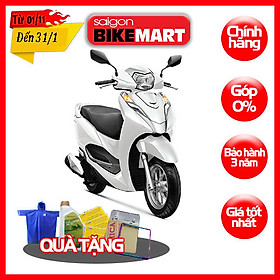 Từ 01/11
Đến 31/1
saigon
BIKEMART
Chính
hãng
Góp
0%
Bảo hành
3 năm
Giá tốt
nhất
QUÀ TẶNG